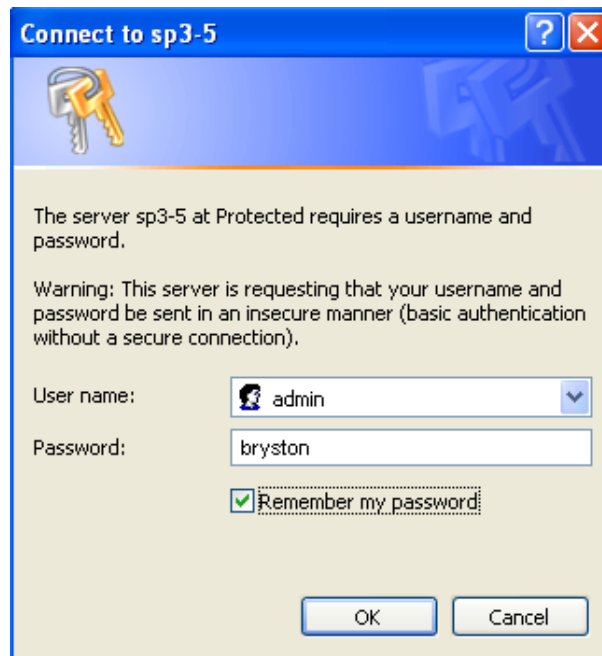 Connect to sp3-5
The server sp3-5 at Protected requires a username and
password.
Warning: This server is requesting that your username and
password be sent in an insecure manner (basic authentication
without a secure connection).
User name:
admin
Password:
bryston
Remember my password
OK
Cancel